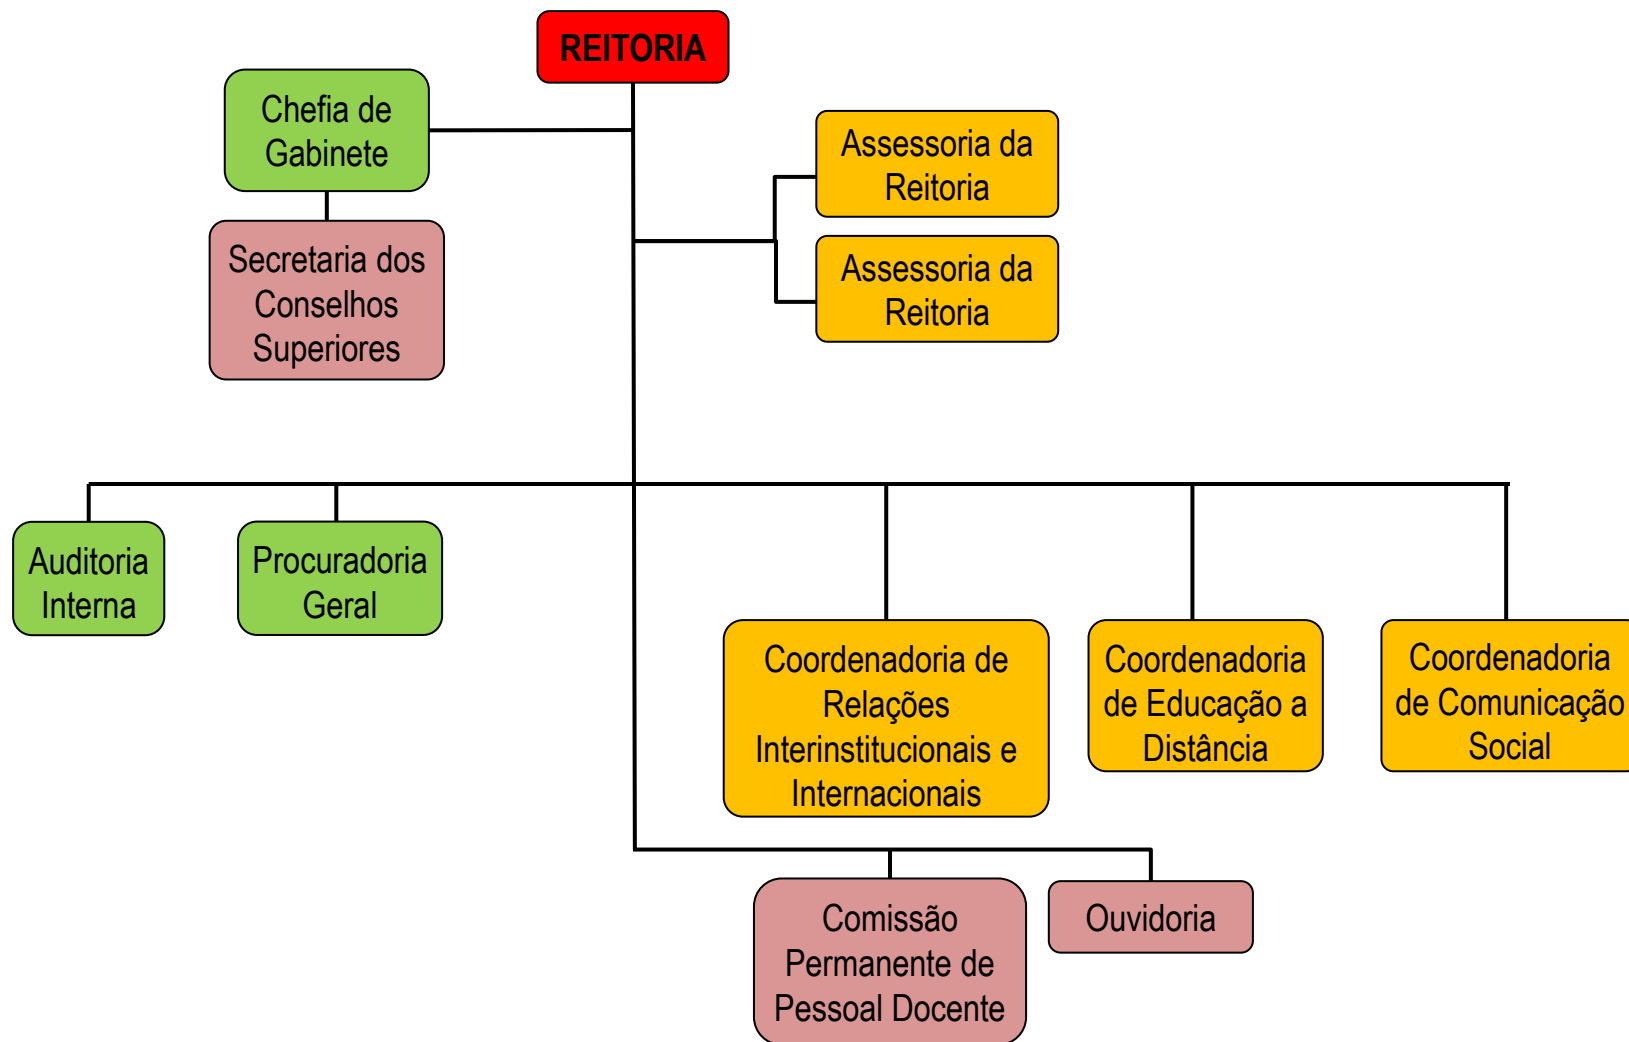 REITORIA
Chefia de
Gabinete
Secretaria dos
Conselhos
Superiores
Assessoria da
Reitoria
Assessoria da
Reitoria
Auditoria
Interna
Procuradoria
Geral
Coordenadoria de
Relações
Interinstitucionais e
Internacionais
Coordenadoria
de Educação a
Distância
Coordenadoria
de Comunicação
Social
Comissão
Permanente de
Pessoal Docente
Ouvidoria